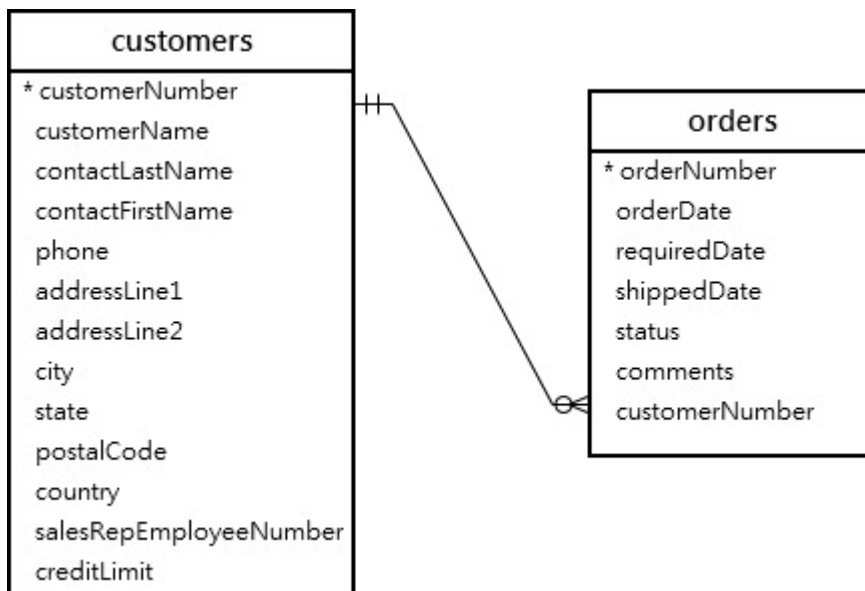 customers
* customerNumber
customerName
contactLastName
contactFirstName
phone
addressLine1
addressLine2
city
state
postalCode
country
salesRepEmployeeNumber
creditLimit
orders
* orderNumber
orderDate
requiredDate
shippedDate
status
comments
customerNumber